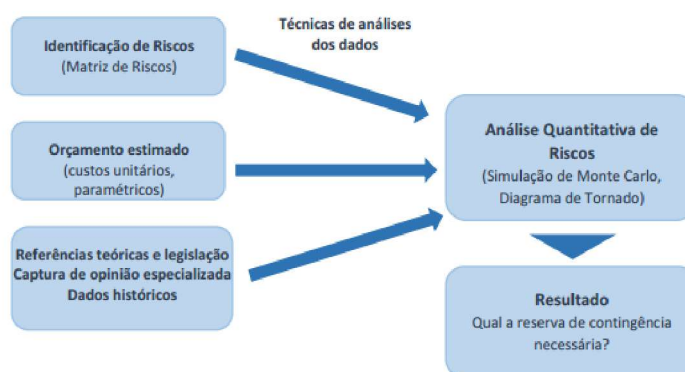 Identificação de Riscos
(Matriz de Riscos)
Técnicas de análises
dos dados
Orçamento estimado
(custos unitários,
paramétricos)
Referências teóricas e legislação
Captura de opinião especializada
Dados históricos
Análise Quantitativa de
Riscos
(Simulação de Monte Carlo,
Diagrama de Tornado)
Resultado
Qual a reserva de contingência
necessária?